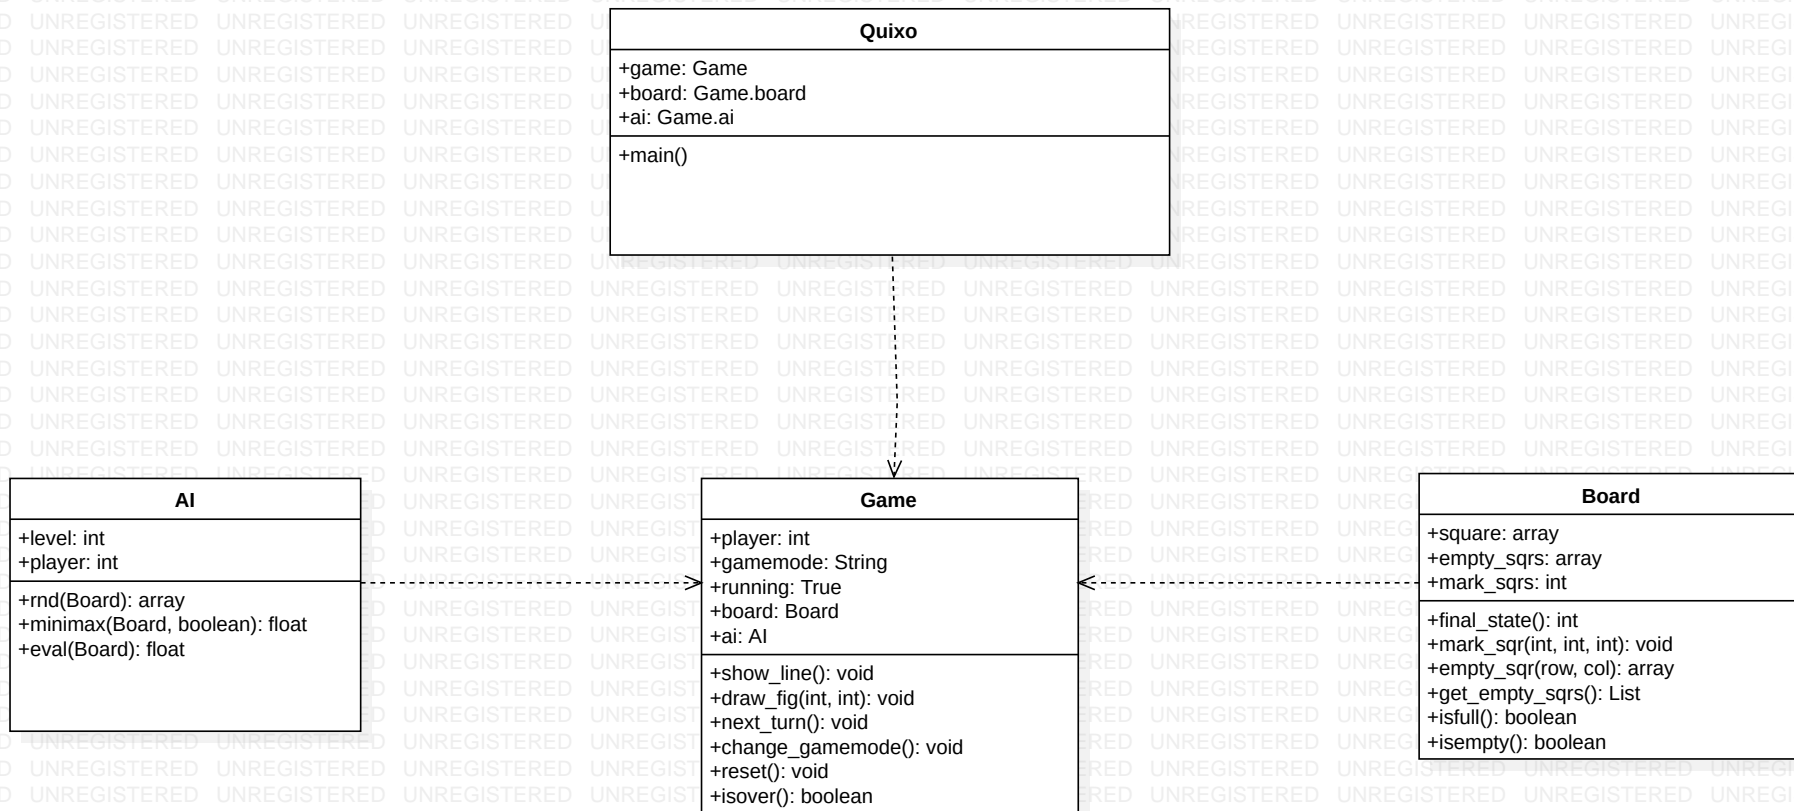 Quixo
+game: Game
+board: Game.board
+ai: Game.ai
+main()
AI
+level: int
+player: int
+rnd(Board): array
+minimax(Board, boolean): float
+eval(Board): float
Game
+player: int
+gamemode: String
+running: True
+board: Board
+ai: AI
+show_line(): void
+draw_fig(int, int): void
+next_turn(): void
+change_gamemode(): void
+reset(): void
+isover(): boolean
Board
+square: array
+empty_sqrs: array
+mark_sqrs: int
+final_state(): int
+mark_sqr(int, int, int): void
+empty_sqr(row, col): array
+get_empty_sqrs(): List
+isfull(): boolean
+isempty(): boolean
UNREGISTERED